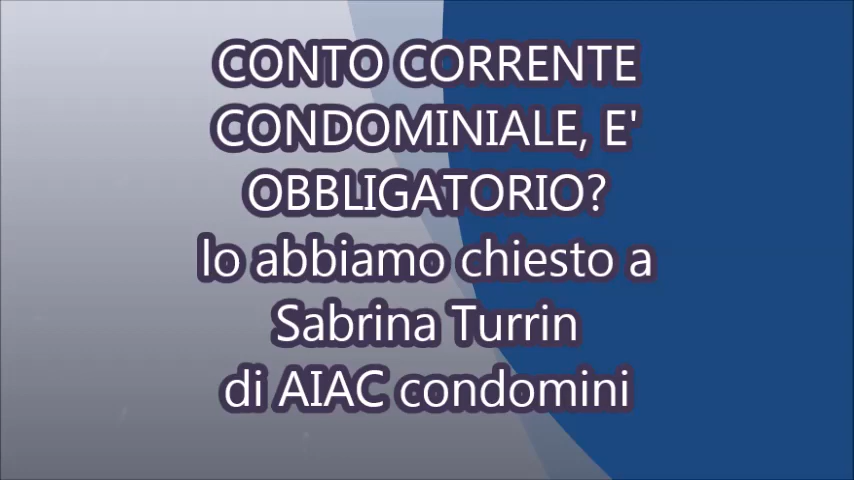 CONTO CORRENTE
CONDOMINIALE, E'
OBBLIGATORIO?
lo abbiamo chiesto a
Sabrina Turrin
di AIAC condomini